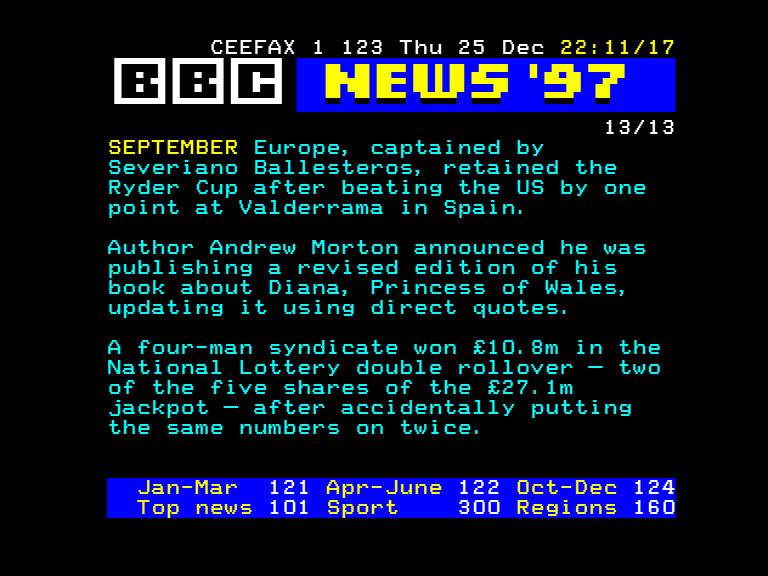 CEEFAX 1 123 Thu 25 Dec 22:11/17
BBC NEWS '97
13/13
SEPTEMBER Europe, captained by
Severiano Ballesteros, retained the
Ryder Cup after beating the US by one
point at Valderrama in Spain.
Author Andrew Morton announced he was
publishing a revised edition of his
book about Diana, Princess of Wales,
updating it using direct quotes.
A four-man syndicate won £10.8m in the
National Lottery double rollover – two
of the five shares of the £27.1m
jackpot – after accidentally putting
the same numbers on twice.
Jan-Mar 121 Apr-June 122 Oct-Dec 124
Top news 101 Sport 300 Regions 160